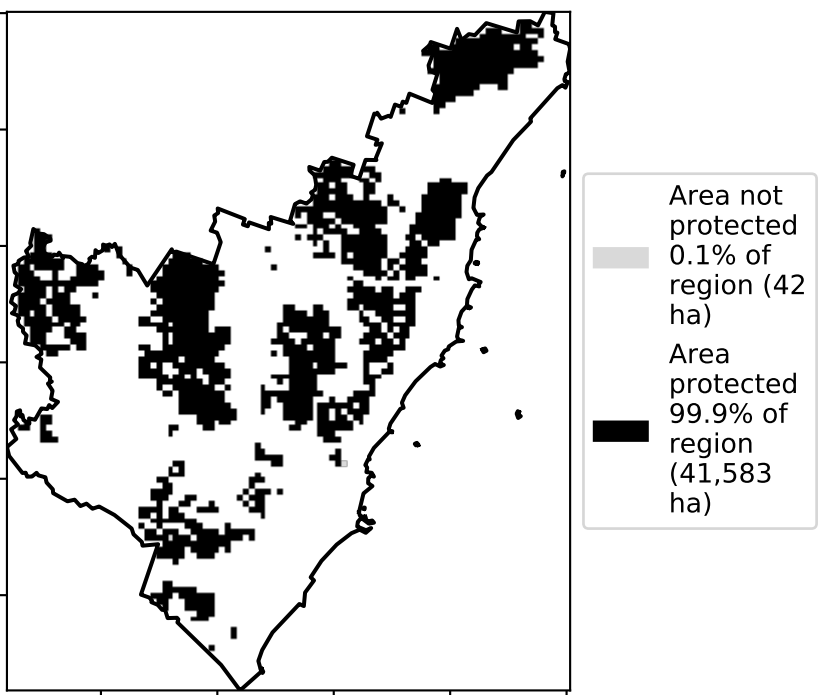 Area not
protected
0.1% of
region (42
ha)
Area
protected
99.9% of
region
(41,583
ha)